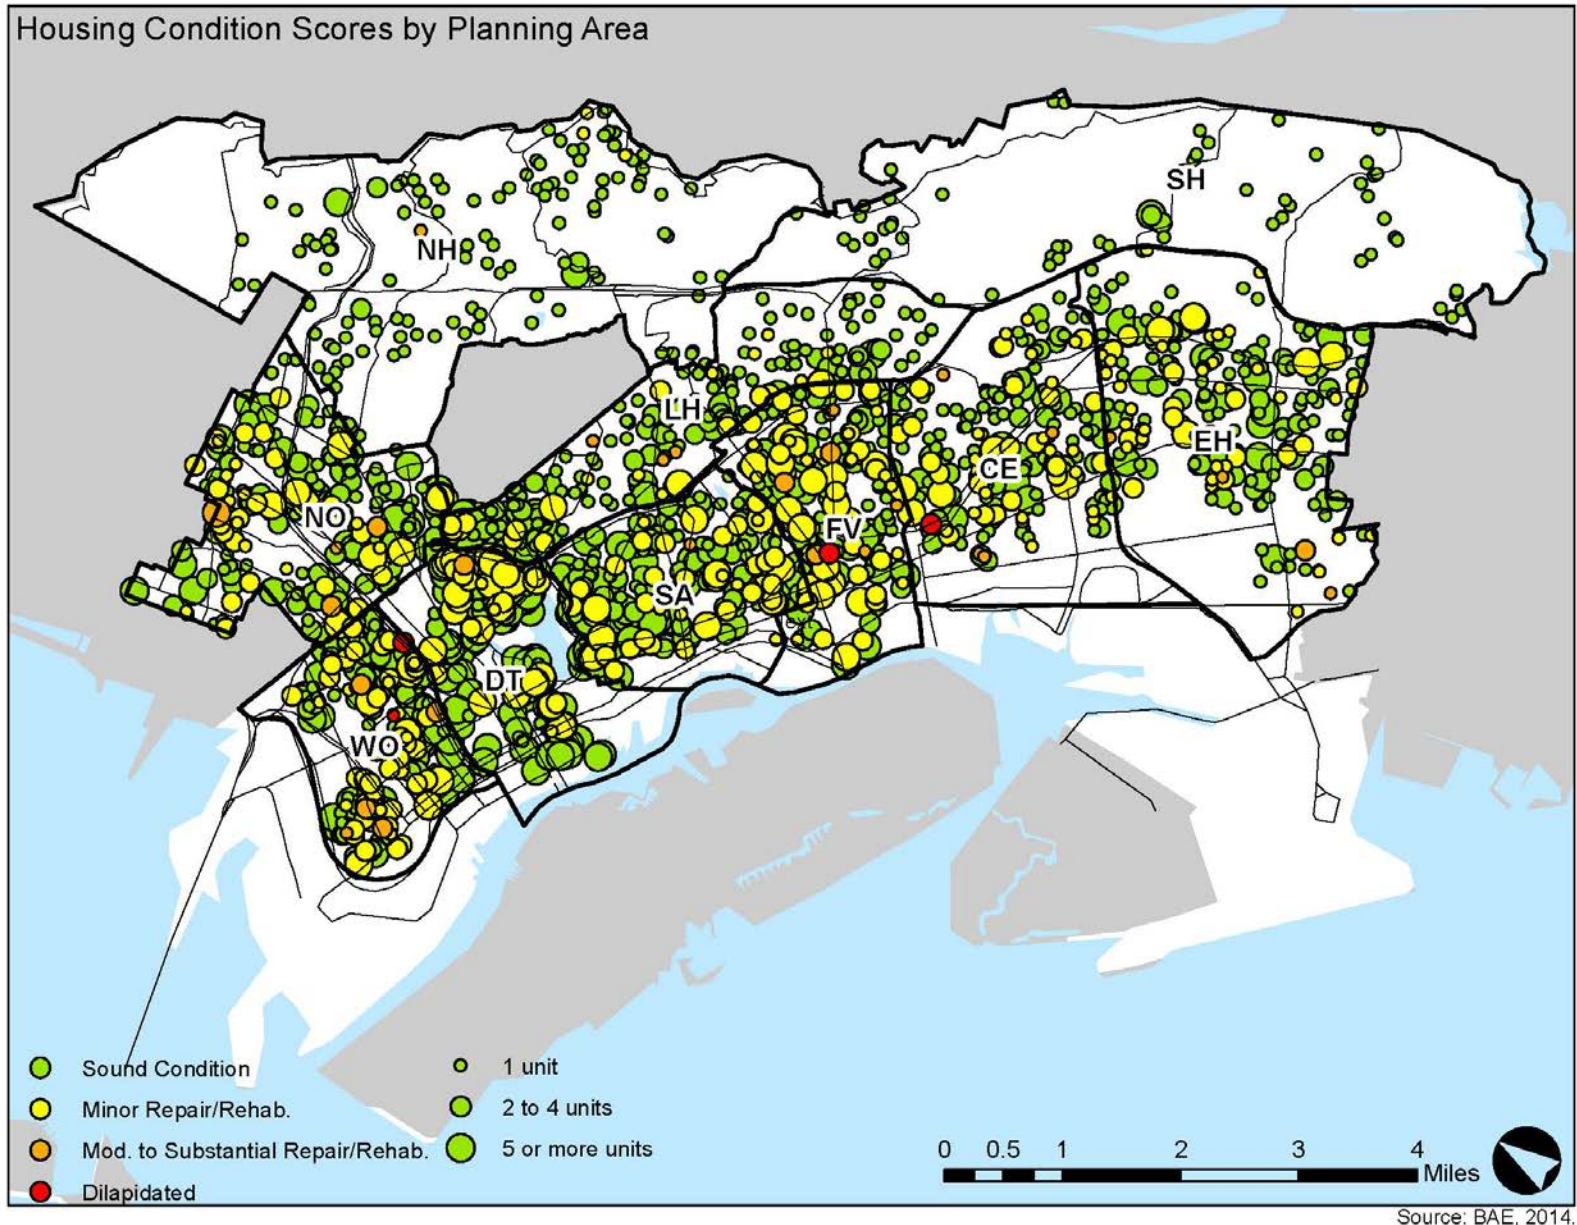 Housing Condition Scores by Planning Area
SH
NH
LH
EH
CE
NO
FV
SA
DT
WO
Sound Condition
Minor Repair/Rehab.
Mod. to Substantial Repair/Rehab.
Dilapidated
1 unit
2 to 4 units
5 or more units
0 0.5 1 2 3 4
Miles
Source: BAE. 2014.